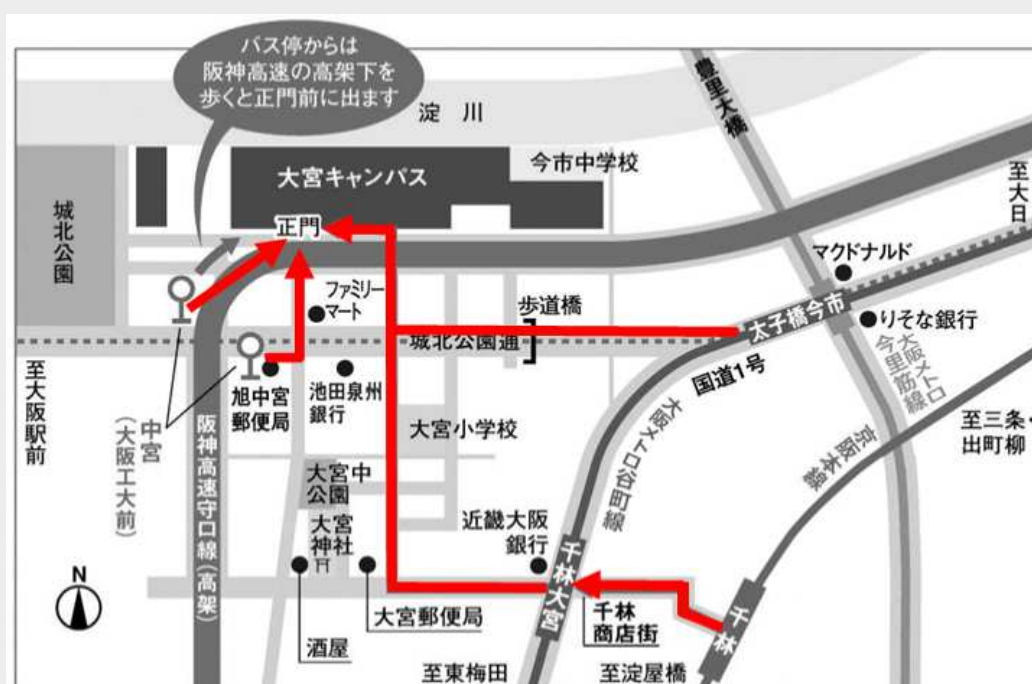 バス停からは
阪神高速の高架下を
歩くと正門前に出ます
淀 川
豊里大橋
今市中学校
大宮キャンパス
至大日
城北公園
正門
マクドナルド
ファミリー
マート
歩道橋
太子橋今市
りそな銀行
城北公園通
国道1号
大阪メトロ
今里筋線
至大阪駅前
旭中宮
郵便局
池田泉州
銀行
中宮
(大阪工大前)
大宮小学校
大阪メトロ谷町線
京阪本線
至三条・
出町柳
阪神高速守口線(高架)
大宮中
公園
大宮
神社
近畿大阪
銀行
千林大宮
N
大宮郵便局
千林
商店街
千林
酒屋
至東梅田
至淀屋橋